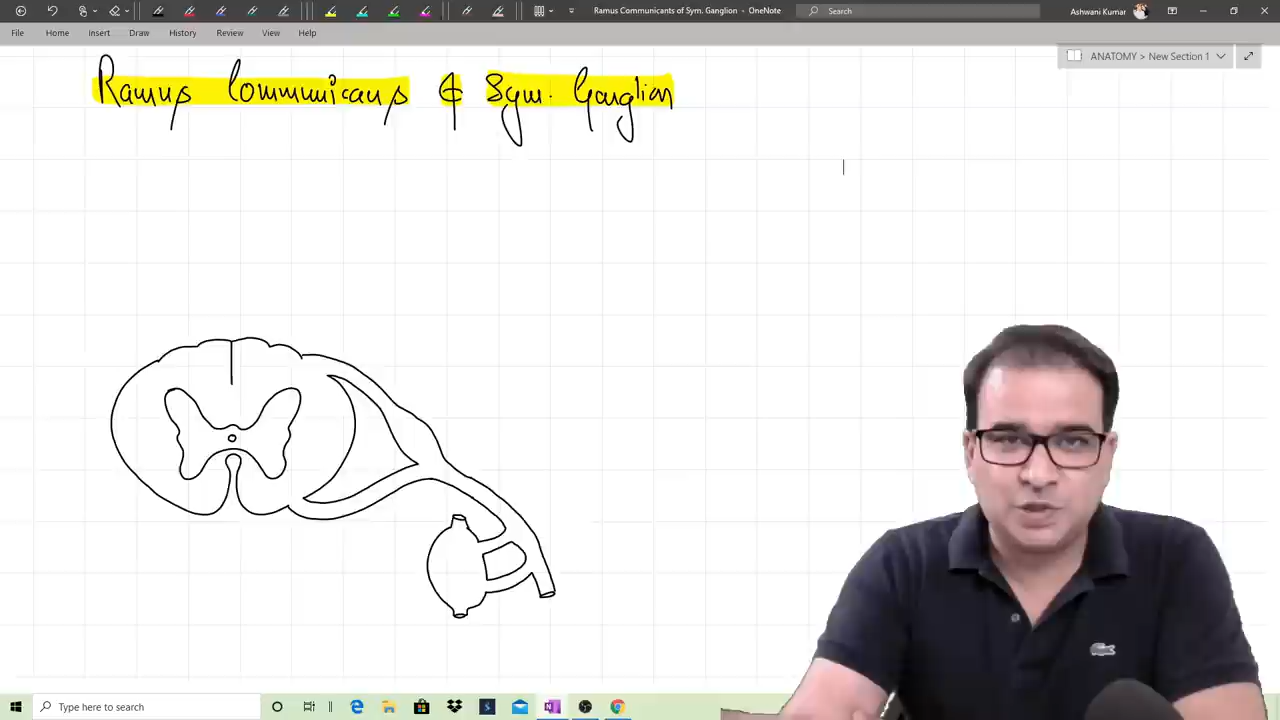 Ramus Communicans of Sym. Ganglion - OneNote
Search
Ashwani Kumar
File Home Insert Draw History Review View Help
ANATOMY > New Section 1
Ramus Communicans & Sym. Ganglion
Type here to search